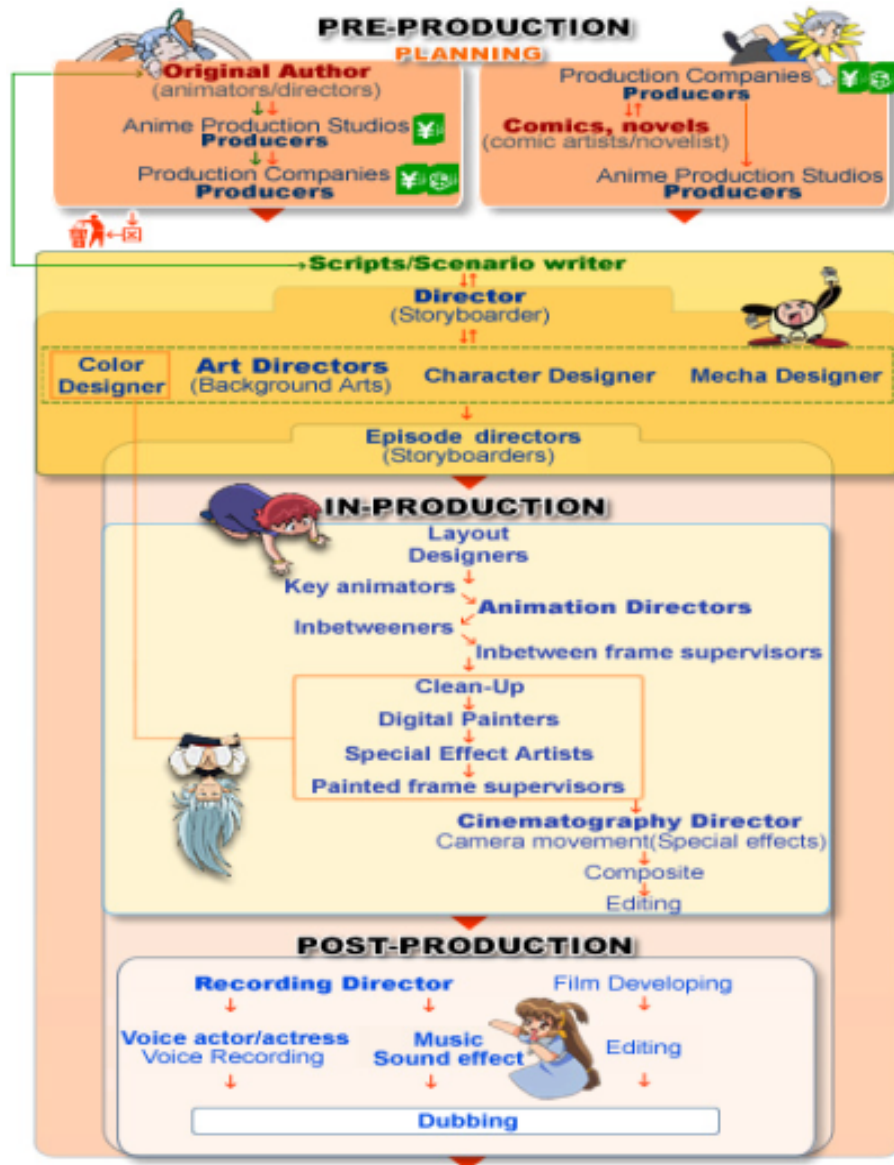 PRE-PRODUCTION
PLANNING
Original Author
(animators/directors)
Anime Production Studios
Producers
Production Companies
Producers
Production Companies
Producers
Comics, novels
(comic artists/novelist)
Anime Production Studios
Producers
Scripts/Scenario writer
Director
(Storyboarder)
Color
Designer
Art Directors
(Background Arts)
Character Designer
Mecha Designer
Episode directors
(Storyboarders)
IN-PRODUCTION
Layout
Designers
Key animators
Animation Directors
Inbetweeners
Inbetween frame supervisors
Clean-Up
Digital Painters
Special Effect Artists
Painted frame supervisors
Cinematography Director
Camera movement(Special effects)
Composite
Editing
POST-PRODUCTION
Recording Director
Film Developing
Voice actor/actress
Voice Recording
Music
Sound effect
Editing
Dubbing